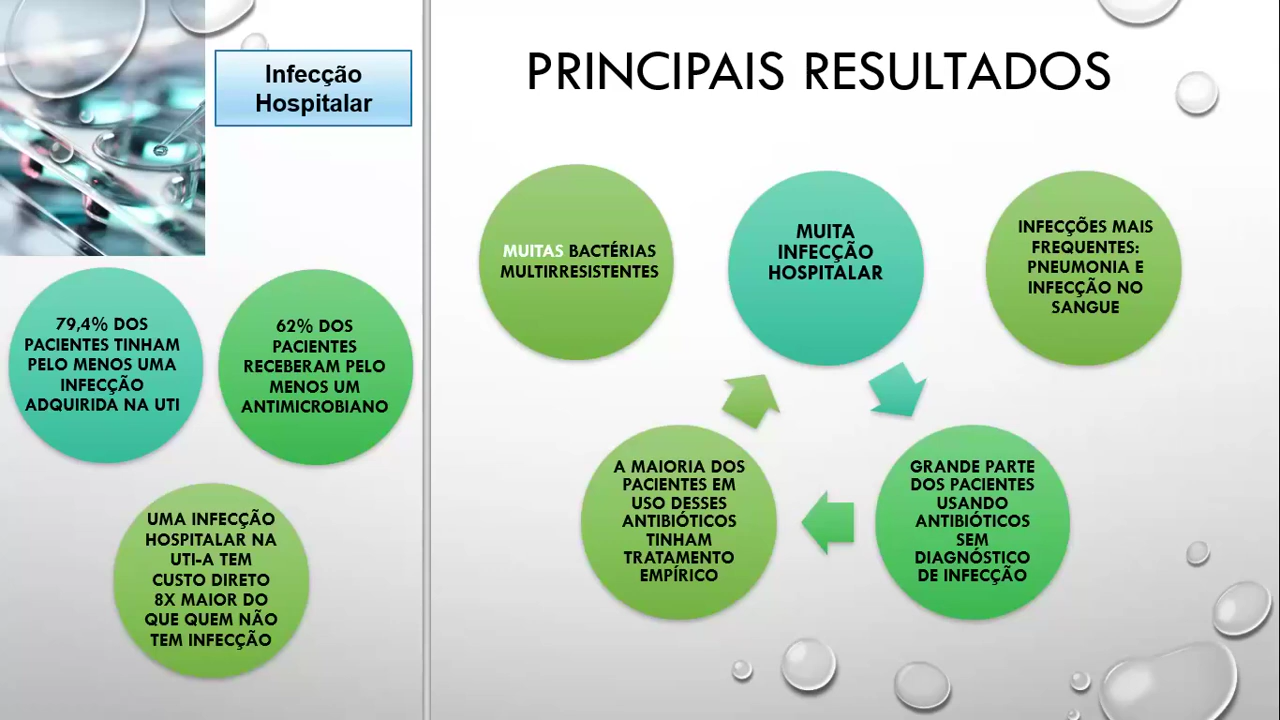 Infecção
Hospitalar
79,4% DOS
PACIENTES TINHAM
PELO MENOS UMA
INFECÇÃO
ADQUIRIDA NA UTI
62% DOS
PACIENTES
RECEBERAM PELO
MENOS UM
ANTIMICROBIANO
UMA INFECÇÃO
HOSPITALAR NA
UTI-A TEM
CUSTO DIRETO
8X MAIOR DO
QUE QUEM NÃO
TEM INFECÇÃO
PRINCIPAIS RESULTADOS
MUITAS BACTÉRIAS
MULTIRRESISTENTES
MUITA
INFECÇÃO
HOSPITALAR
INFECÇÕES MAIS
FREQUENTES:
PNEUMONIA E
INFECÇÃO NO
SANGUE
A MAIORIA DOS
PACIENTES EM
USO DESSES
ANTIBIÓTICOS
TINHAM
TRATAMENTO
EMPÍRICO
GRANDE PARTE
DOS PACIENTES
USANDO
ANTIBIÓTICOS
SEM
DIAGNÓSTICO
DE INFECÇÃO